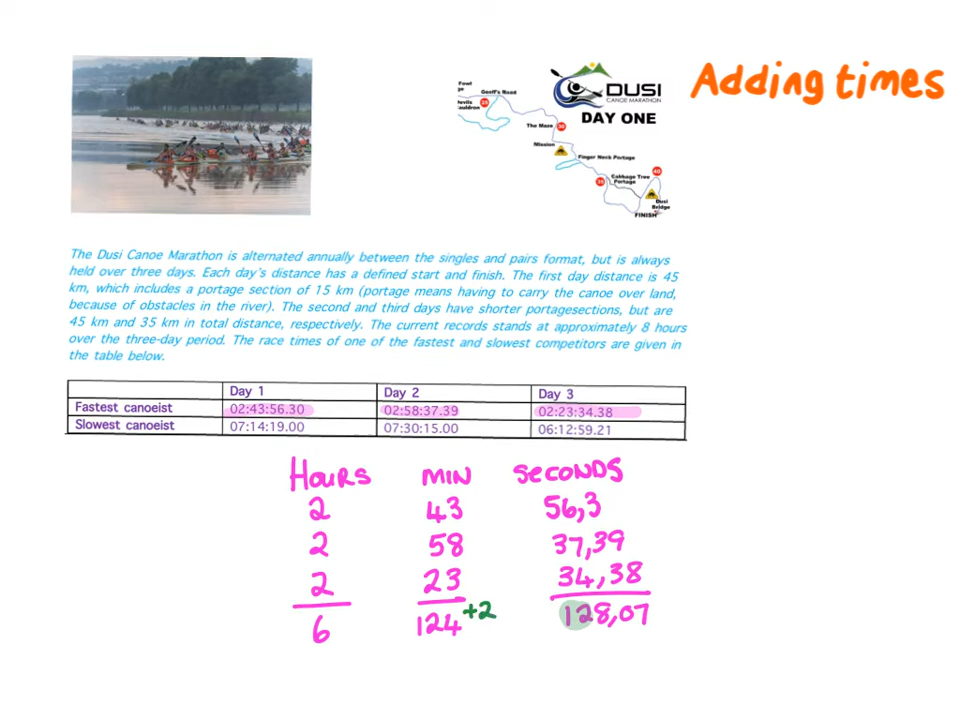 Adding times
DUSI
CANOE MARATHON
DAY ONE
Fowl
ge
Geoff's Road
Devils
auldron
The Maze
Mission
Finger Neck Portage
Cabbage Tree
Portage
Dusi
Bridge
FINISH
The Dusi Canoe Marathon is alternated annually between the singles and pairs format, but is always
held over three days. Each day's distance has a defined start and finish. The first day distance is 45
km, which includes a portage section of 15 km (portage means having to carry the canoe over land,
because of obstacles in the river). The second and third days have shorter portagesections, but are
45 km and 35 km in total distance, respectively. The current records stands at approximately 8 hours
over the three-day period. The race times of one of the fastest and slowest competitors are given in
the table below.
Day 1 Day 2 Day 3
Fastest canoeist 02:43:56.30 02:58:37.39 02:23:34.38
Slowest canoeist 07:14:19.00 07:30:15.00 06:12:59.21
HOURS MIN SECONDS
2 43 56,3
2 58 37,39
2 23 34,38
6 124 +2 128,07